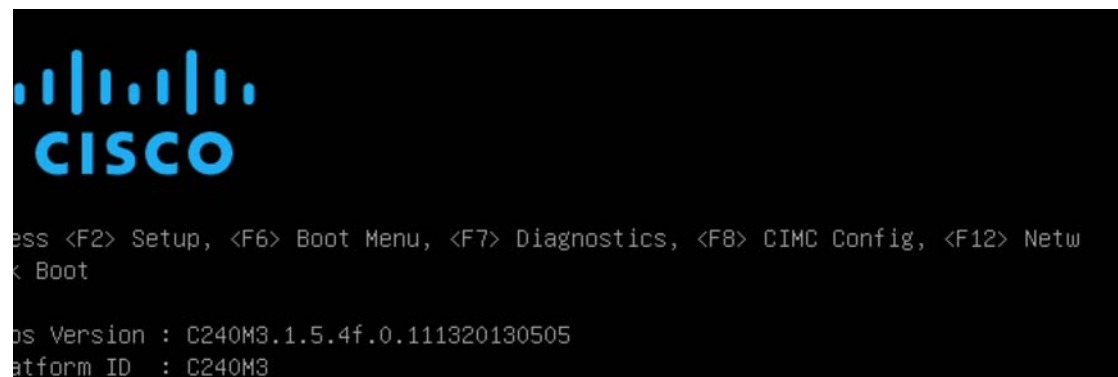 CISCO
ess <F2> Setup, <F6> Boot Menu, <F7> Diagnostics, <F8> CIMC Config, <F12> Netw
k Boot
os Version : C240M3.1.5.4f.0.111320130505
atform ID : C240M3